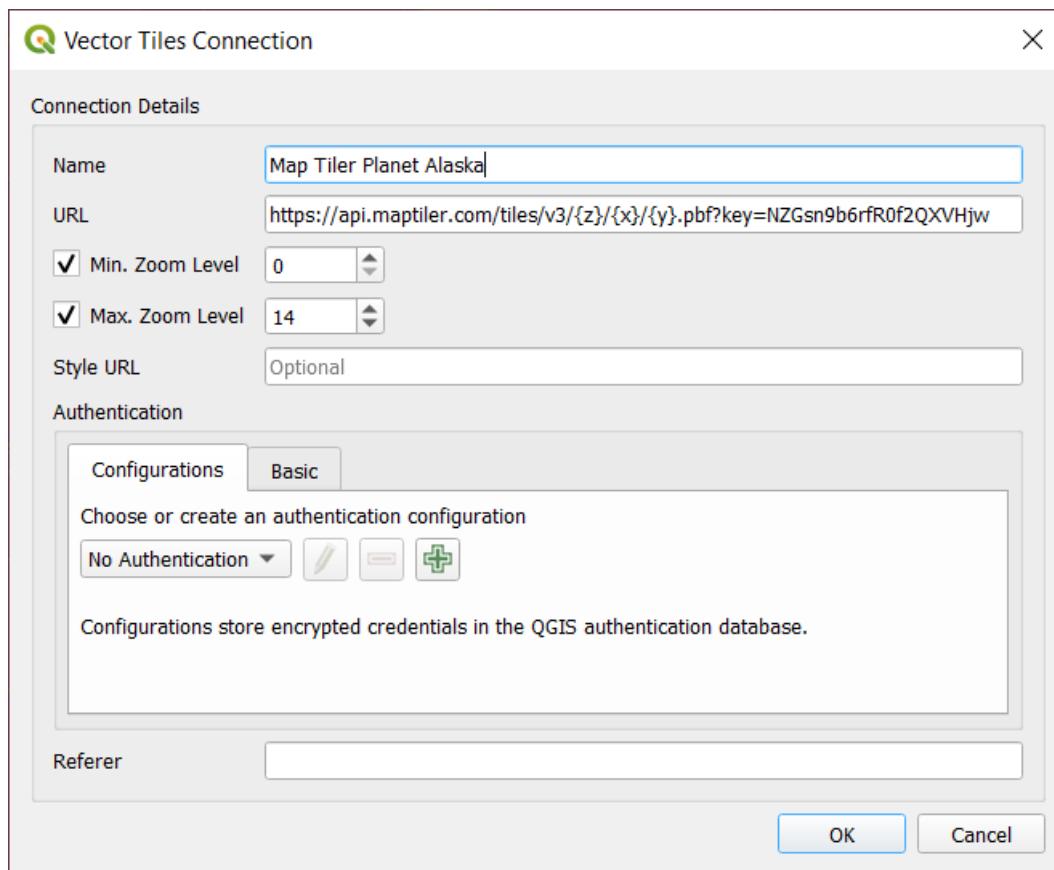 Vector Tiles Connection
Connection Details
Name Map Tiler Planet Alaska
URL https://api.maptiler.com/tiles/v3/{z}/{x}/{y}.pbf?key=NZGsn9b6rfR0f2QXVHjw
Min. Zoom Level 0
Max. Zoom Level 14
Style URL Optional
Authentication
Configurations Basic
Choose or create an authentication configuration
No Authentication
Configurations store encrypted credentials in the QGIS authentication database.
Referer
OK Cancel